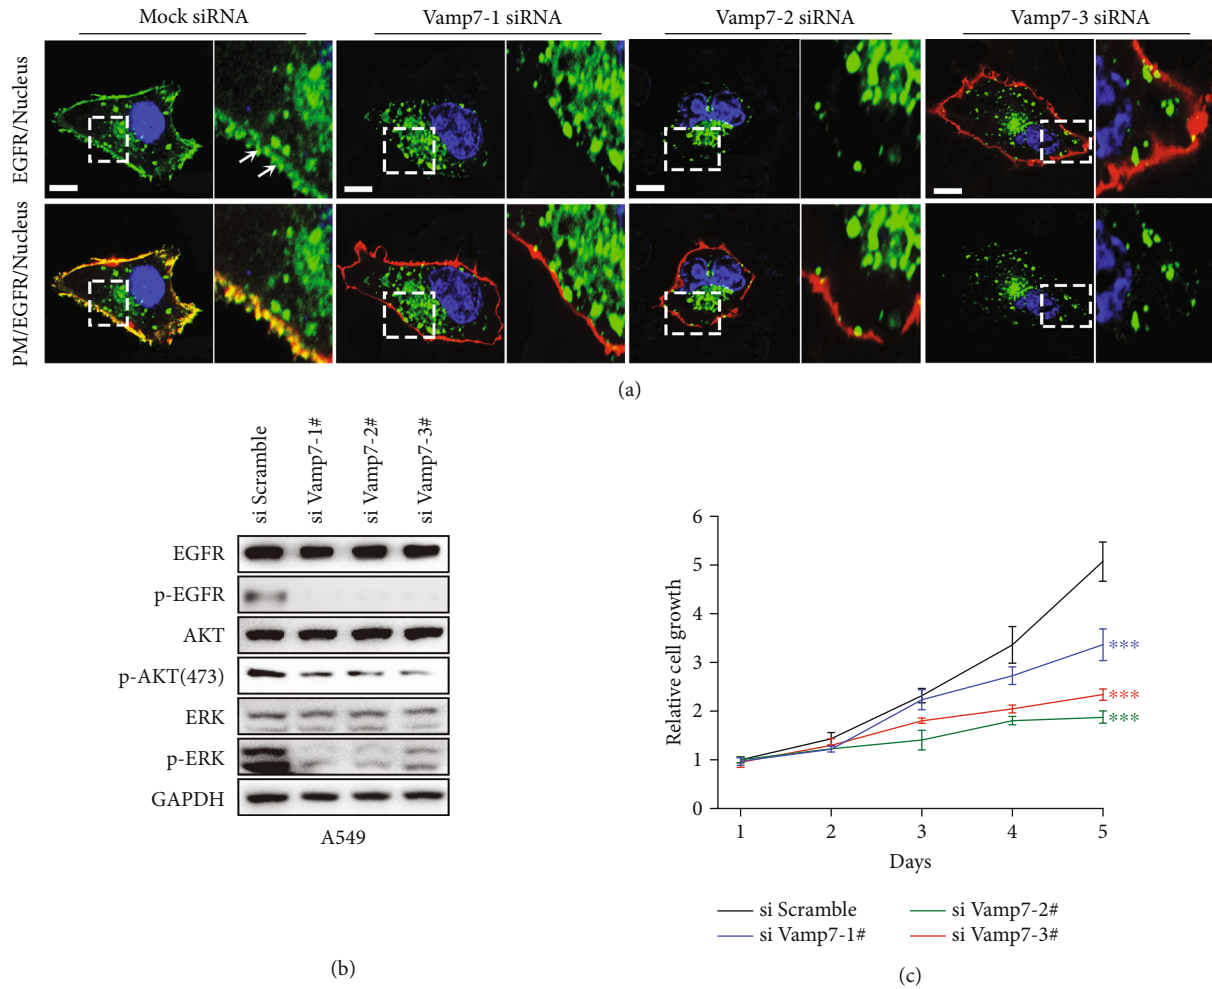 Mock siRNA
Vamp7-1 siRNA
Vamp7-2 siRNA
Vamp7-3 siRNA
EGFR/Nucleus
PM/EGFR/Nucleus
(a)
si Scramble
si Vamp7-1#
si Vamp7-2#
si Vamp7-3#
EGFR
p-EGFR
AKT
p-AKT(473)
ERK
p-ERK
GAPDH
A549
(b)
Relative cell growth
6
5
4
3
2
1
0
***
***
***
1 2 3 4 5
Days
si Scramble
si Vamp7-2#
si Vamp7-1#
si Vamp7-3#
(c)